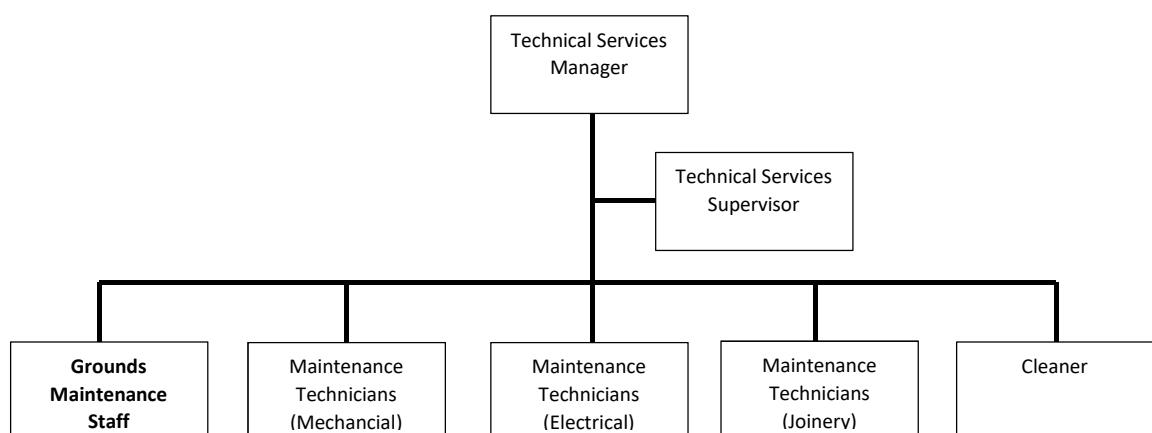 Technical Services
Manager
Technical Services
Supervisor
Grounds
Maintenance
Staff
Maintenance
Technicians
(Mechancial)
Maintenance
Technicians
(Electrical)
Maintenance
Technicians
(Joinery)
Cleaner